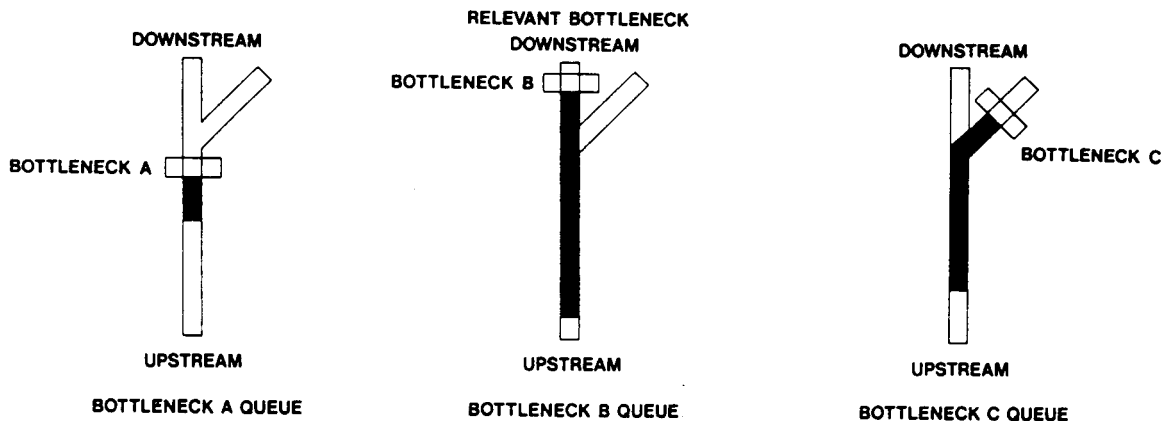 DOWNSTREAM
BOTTLENECK A
UPSTREAM
BOTTLENECK A QUEUE
RELEVANT BOTTLENECK
DOWNSTREAM
BOTTLENECK B
UPSTREAM
BOTTLENECK B QUEUE
DOWNSTREAM
BOTTLENECK C
UPSTREAM
BOTTLENECK C QUEUE